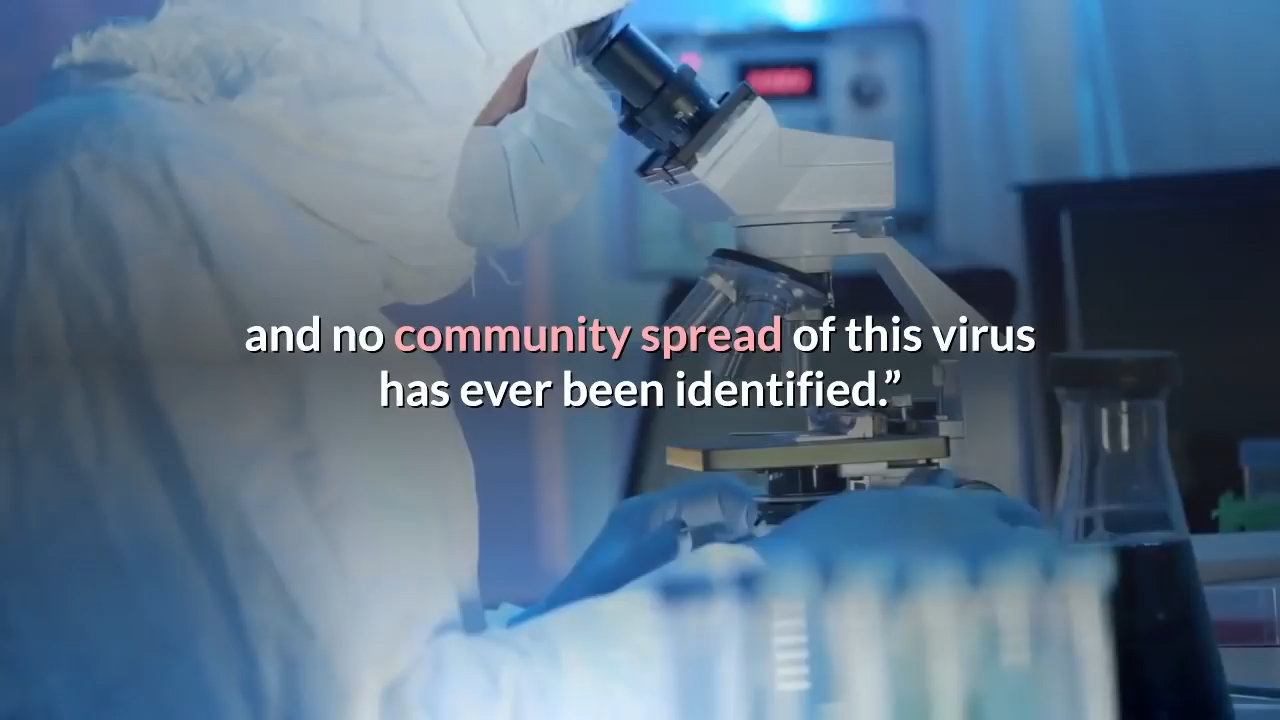 and no community spread of this virus
has ever been identified.”